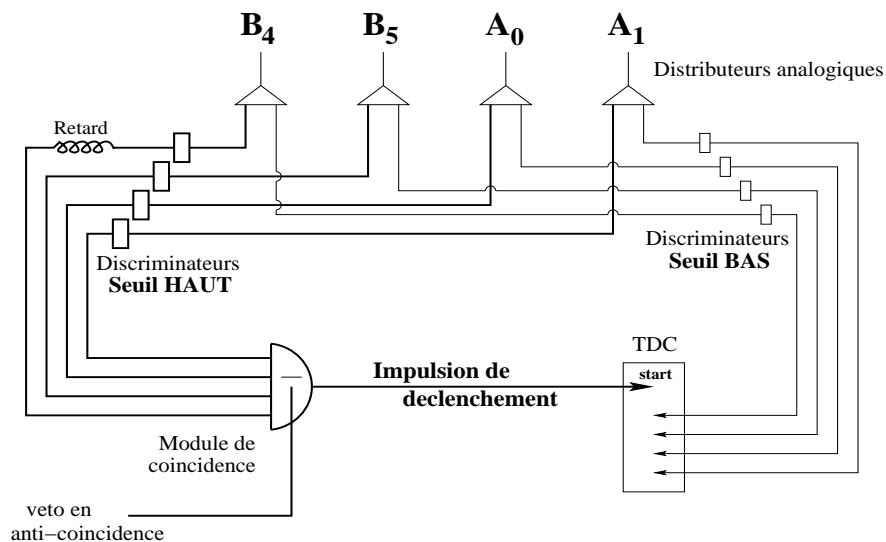 B4 B5 A0 A1
Distributeurs analogiques
Retard
Discriminateurs
Seuil HAUT
Discriminateurs
Seuil BAS
TDC
start
Impulsion de
declenchement
Module de
coincidence
veto en
anti−coincidence